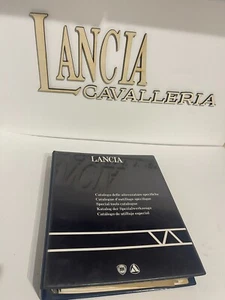 LANCIA
CAVALLERIA
LANCIA
Catalogo delle attrezzature specifiche
Catalogue d'outillage spécifique
Special tools catalogue
Katalog der Spezialwerkzeuge
Catálogo de utillaje especial